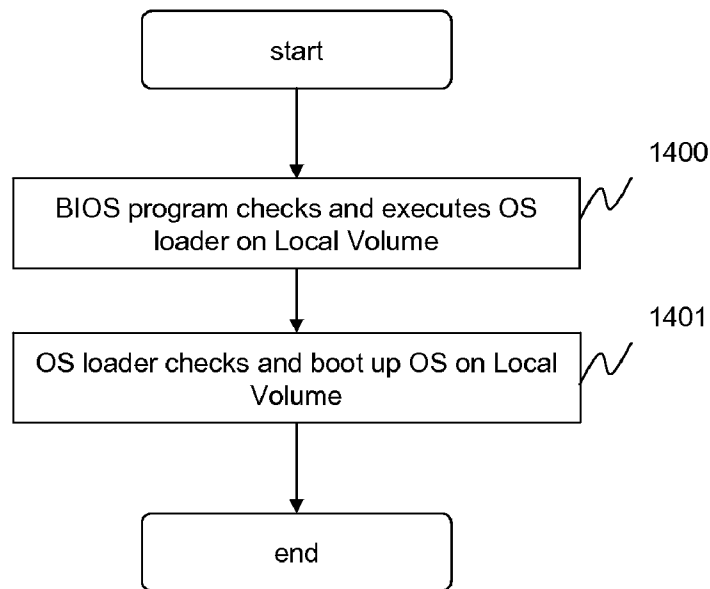 start
1400
BIOS program checks and executes OS
loader on Local Volume
1401
OS loader checks and boot up OS on Local
Volume
end